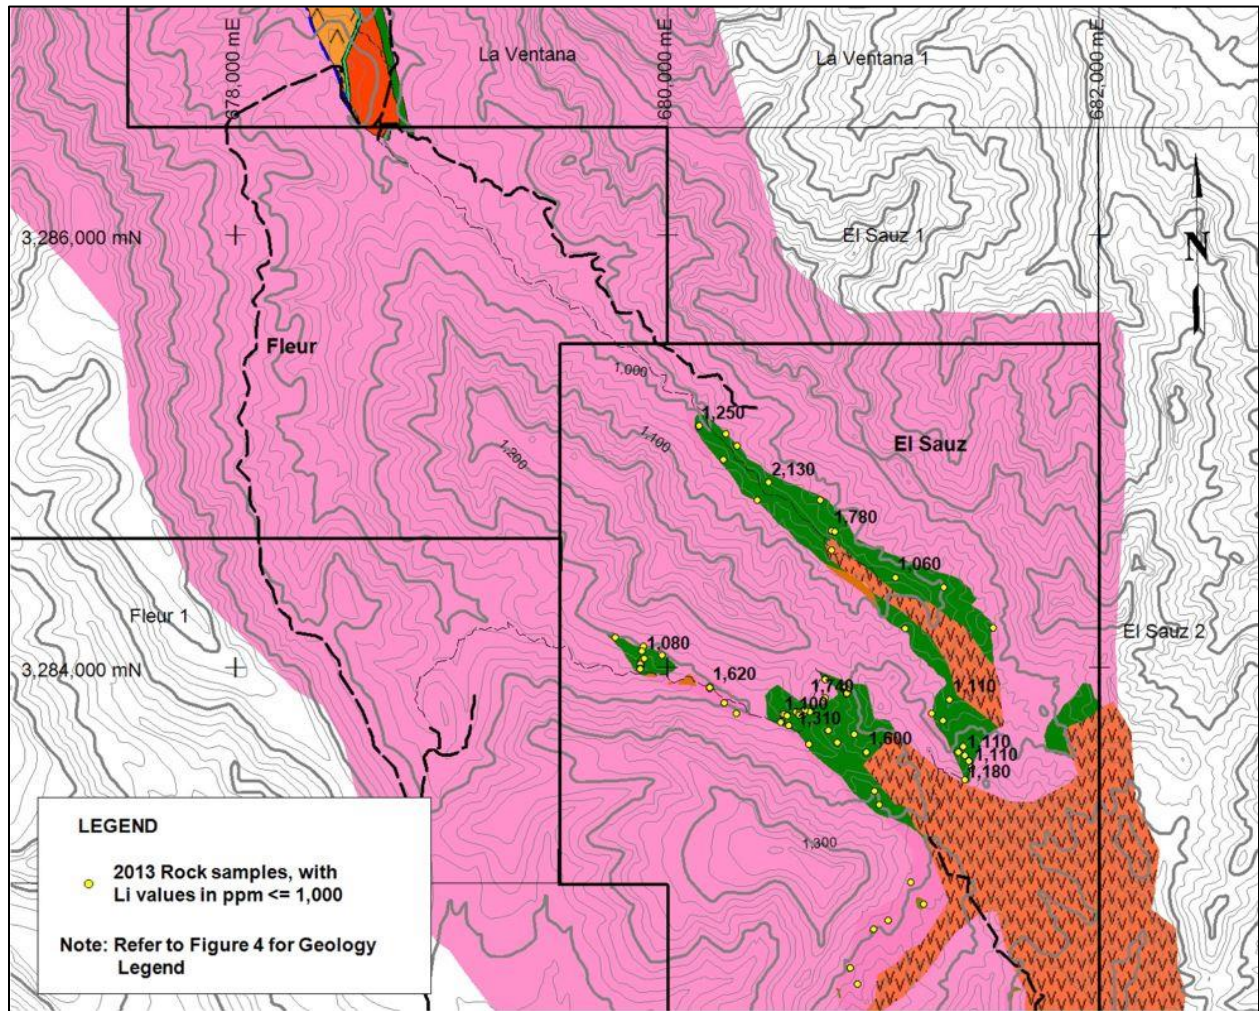 678,000 mE
La Ventana
680,000 mE
La Ventana 1
682,000 mE
3,286,000 mN
El Sauz 1
N
Fleur
1,000
1,250
1,100
El Sauz
1,200
2,130
1,780
1,060
Fleur 1
El Sauz 2
1,080
3,284,000 mN
1,620
1,740
1,110
1,100
1,310
1,600
1,110
1,110
1,180
1,300
LEGEND
2013 Rock samples, with
Li values in ppm <= 1,000
Note: Refer to Figure 4 for Geology
Legend